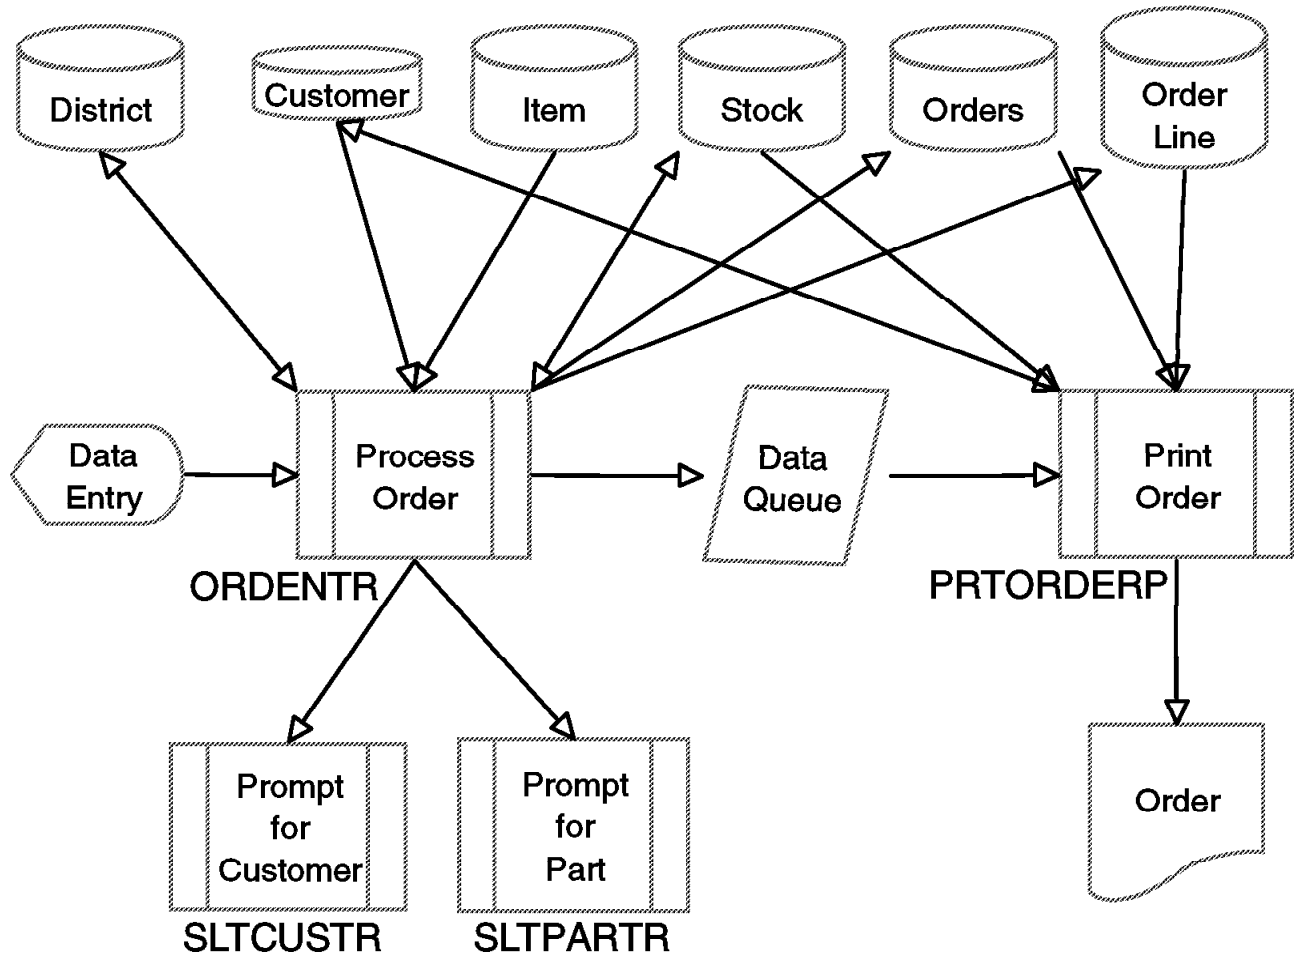 District
Customer
Item
Stock
Orders
Order
Line
Data
Entry
Process
Order
Data
Queue
Print
Order
ORDENTR
PRTORDERP
Prompt
for
Customer
Prompt
for
Part
Order
SLTCUSTR
SLTPARTR